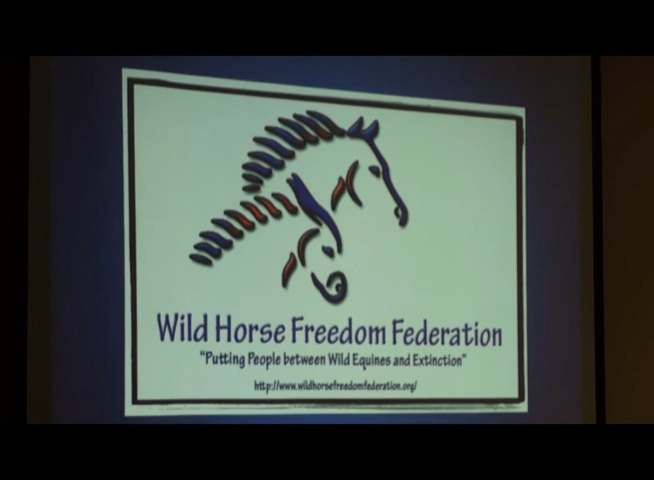 Wild Horse Freedom Federation
"Putting People between Wild Equines and Extinction"
http://www.wildhorsefreedomfederation.org/